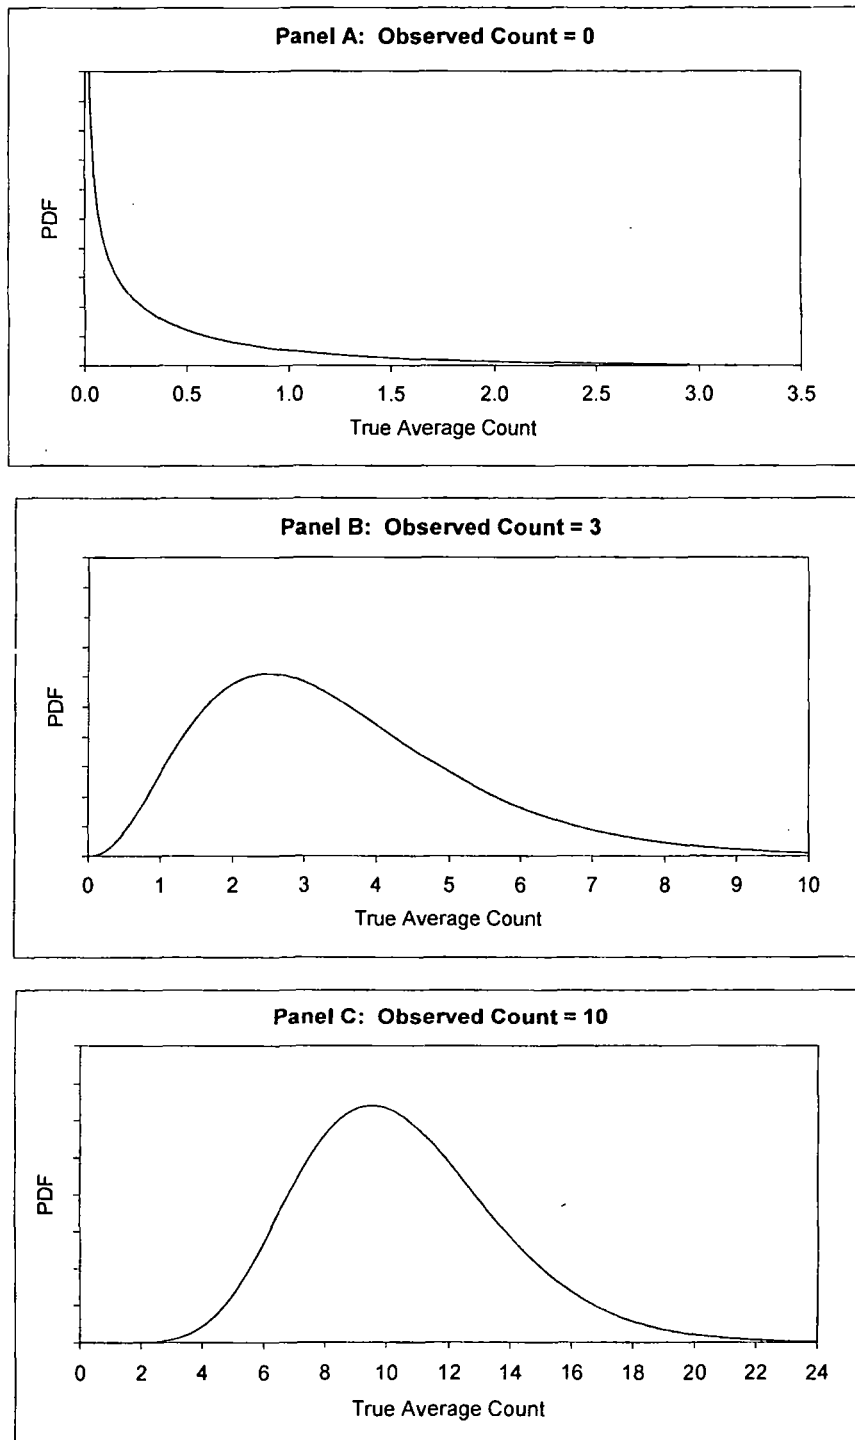 Panel A: Observed Count = 0
PDF
0.0 0.5 1.0 1.5 2.0 2.5 3.0 3.5
True Average Count
Panel B: Observed Count = 3
PDF
0 1 2 3 4 5 6 7 8 9 10
True Average Count
Panel C: Observed Count = 10
PDF
0 2 4 6 8 10 12 14 16 18 20 22 24
True Average Count